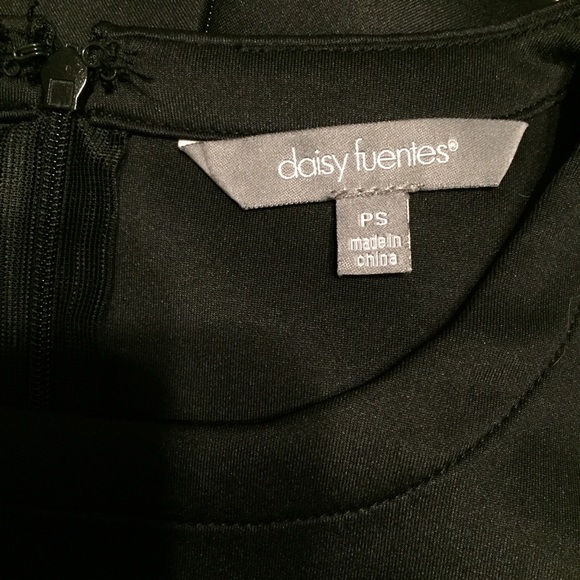 daisy fuentes®
PS
made in
china